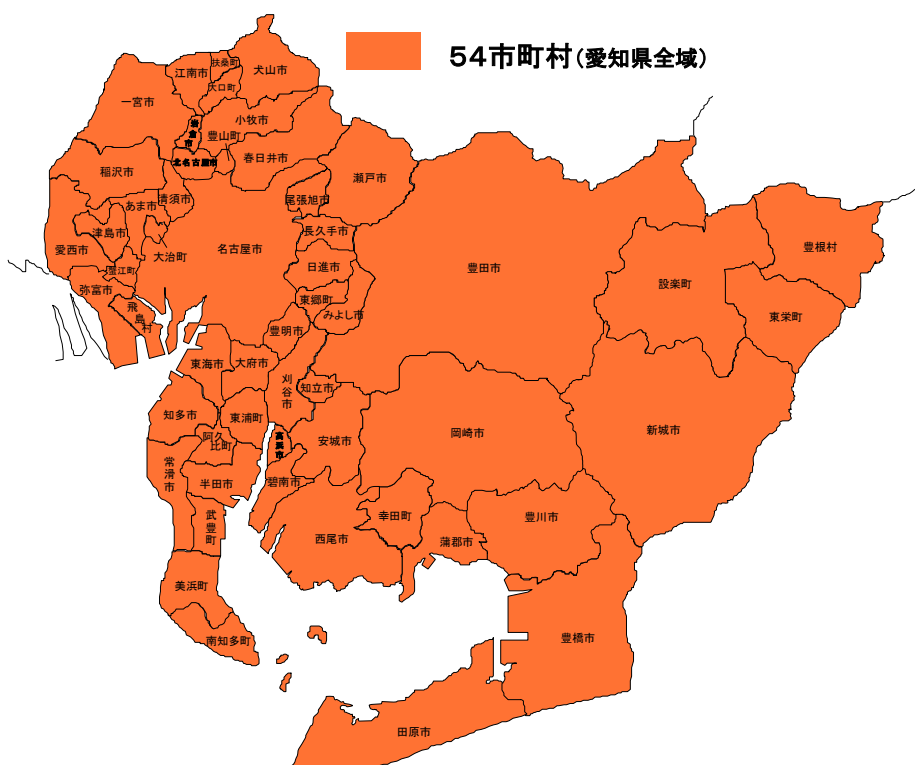 54市町村(愛知県全域)
扶桑町
江南市
犬山市
大口町
一宮市
岩倉市
小牧市
豊山町
北名古屋市
春日井市
稲沢市
瀬戸市
清須市
尾張旭市
あま市
津島市
長久手市
愛西市
大治町
名古屋市
豊根村
蟹江町
日進市
豊田市
設楽町
弥富市
飛島村
東郷町
みよし市
東栄町
豊明市
東海市
大府市
刈谷市
知立市
知多市
東浦町
阿久比町
高浜市
安城市
岡崎市
新城市
常滑市
半田市
碧南市
武豊町
西尾市
幸田町
豊川市
蒲郡市
美浜町
南知多町
豊橋市
田原市